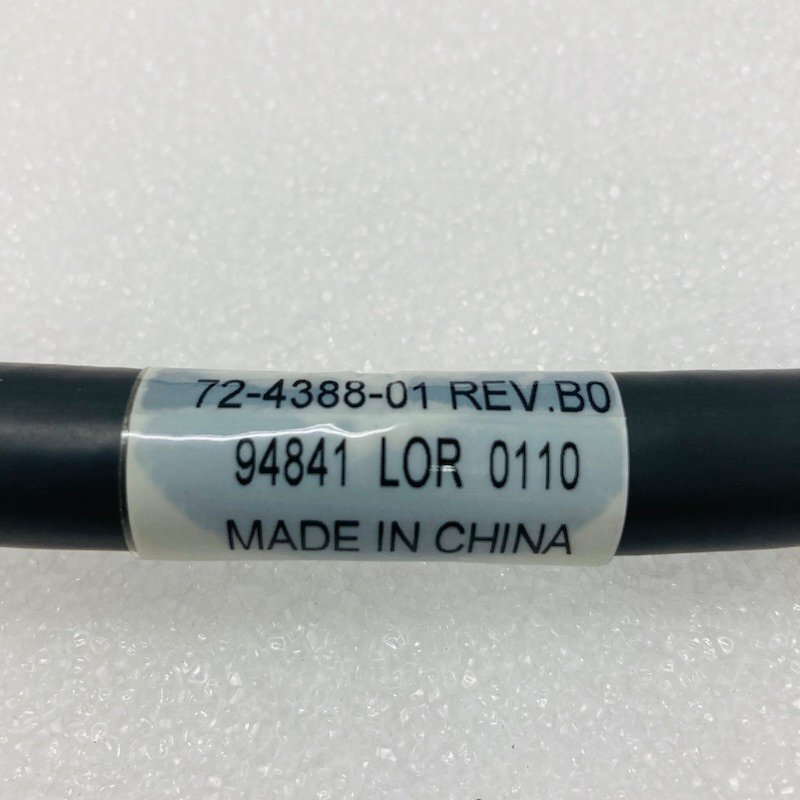 72-4388-01 REV.B0
94841 LOR 0110
MADE IN CHINA